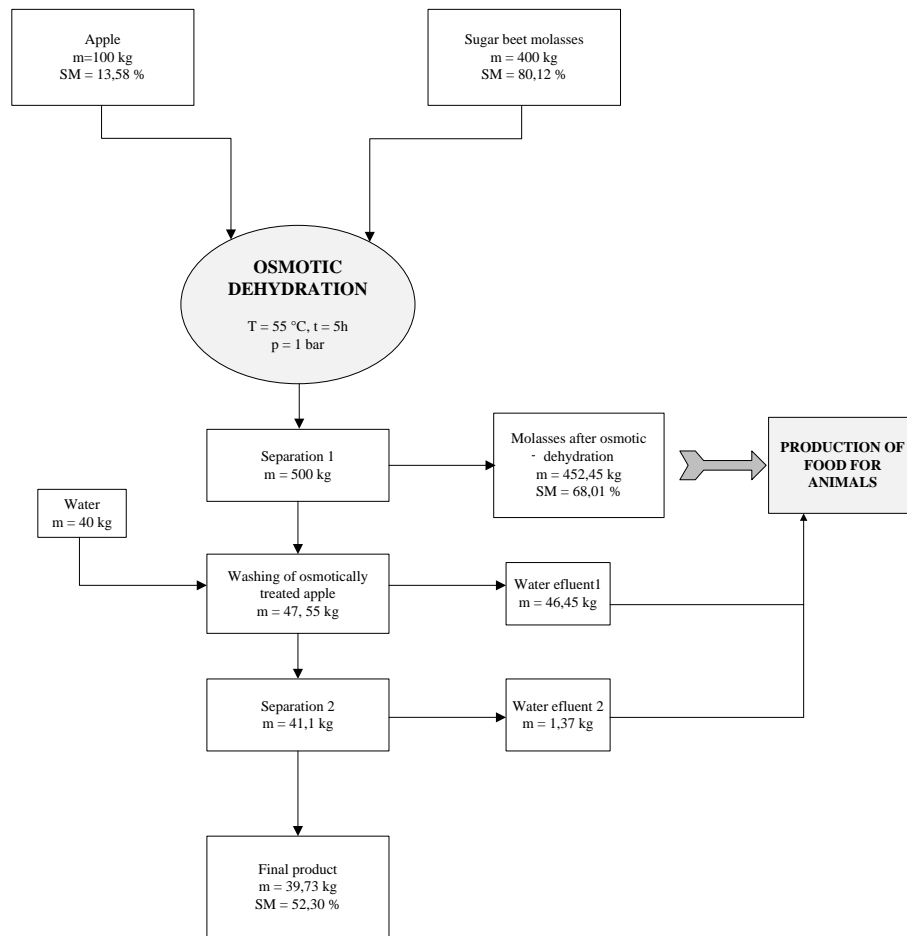 Apple
m=100 kg
SM = 13,58 %
Sugar beet molasses
m = 400 kg
SM = 80,12 %
OSMOTIC
DEHYDRATION
T = 55 °C, t = 5h
p = 1 bar
Separation 1
m = 500 kg
Molasses after osmotic
- dehydration
m = 452,45 kg
SM = 68,01 %
PRODUCTION OF
FOOD FOR
ANIMALS
Water
m = 40 kg
Washing of osmotically
treated apple
m = 47, 55 kg
Water efluent1
m = 46,45 kg
Separation 2
m = 41,1 kg
Water efluent 2
m = 1,37 kg
Final product
m = 39,73 kg
SM = 52,30 %